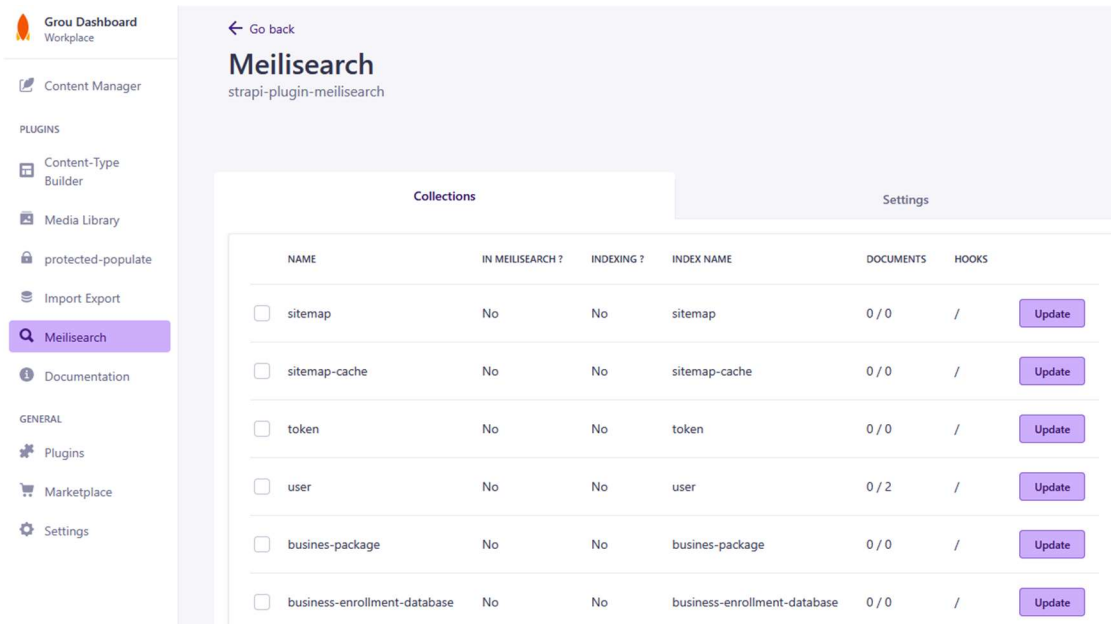 Grou Dashboard
Workplace
Content Manager
PLUGINS
Content-Type
Builder
Media Library
protected-populate
Import Export
Meilisearch
Documentation
GENERAL
Plugins
Marketplace
Settings
Go back
Meilisearch
strapi-plugin-meilisearch
Collections Settings
NAME IN MEILISEARCH ? INDEXING ? INDEX NAME DOCUMENTS HOOKS
sitemap No No sitemap 0 / 0 / Update
sitemap-cache No No sitemap-cache 0 / 0 / Update
token No No token 0 / 0 / Update
user No No user 0 / 2 / Update
busines-package No No busines-package 0 / 0 / Update
business-enrollment-database No No business-enrollment-database 0 / 0 / Update